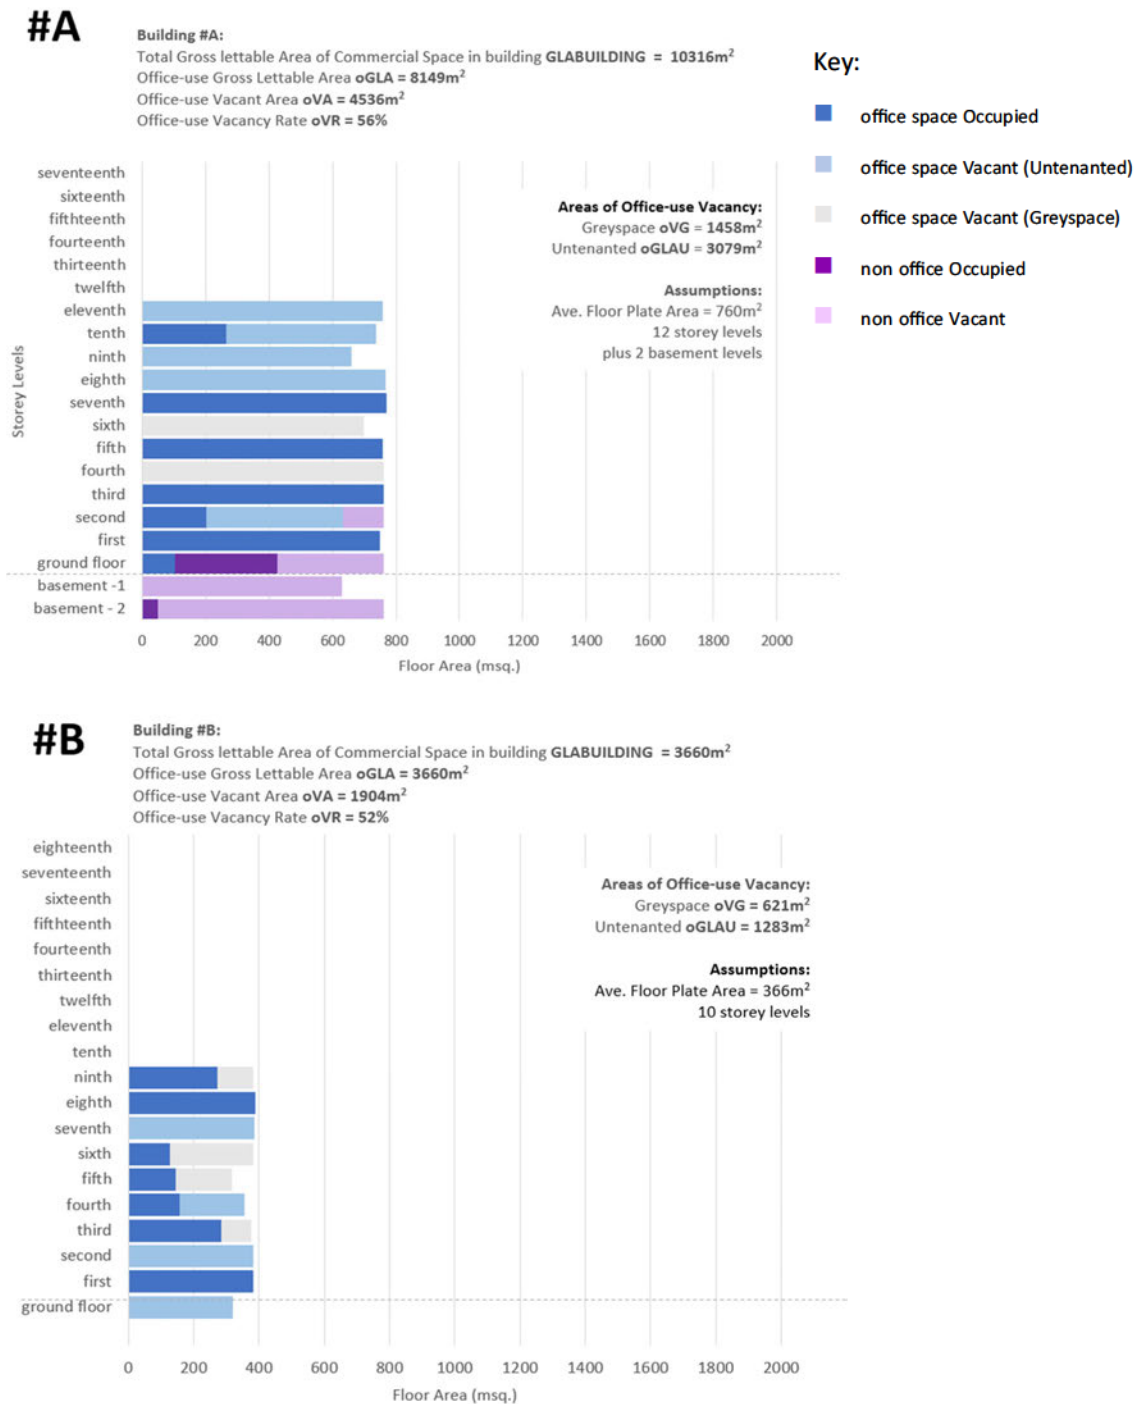 #A
Building #A:
Total Gross lettable Area of Commercial Space in building GLABUILDING = 10316m²
Office-use Gross Lettable Area oGLA = 8149m²
Office-use Vacant Area oVA = 4536m²
Office-use Vacancy Rate oVR = 56%
Key:
office space Occupied
office space Vacant (Untenanted)
office space Vacant (Greyspace)
non office Occupied
non office Vacant
Areas of Office-use Vacancy:
Greyspace oVG = 1458m²
Untenanted oGLAU = 3079m²
Assumptions:
Ave. Floor Plate Area = 760m²
12 storey levels
plus 2 basement levels
Storey Levels
seventeenth
sixteenth
fifthteenth
fourteenth
thirteenth
twelfth
eleventh
tenth
ninth
eighth
seventh
sixth
fifth
fourth
third
second
first
ground floor
basement -1
basement - 2
0 200 400 600 800 1000 1200 1400 1600 1800 2000
Floor Area (msq.)
#B
Building #B:
Total Gross lettable Area of Commercial Space in building GLABUILDING = 3660m²
Office-use Gross Lettable Area oGLA = 3660m²
Office-use Vacant Area oVA = 1904m²
Office-use Vacancy Rate oVR = 52%
Areas of Office-use Vacancy:
Greyspace oVG = 621m²
Untenanted oGLAU = 1283m²
Assumptions:
Ave. Floor Plate Area = 366m²
10 storey levels
eighteenth
seventeenth
sixteenth
fifthteenth
fourteenth
thirteenth
twelfth
eleventh
tenth
ninth
eighth
seventh
sixth
fifth
fourth
third
second
first
ground floor
0 200 400 600 800 1000 1200 1400 1600 1800 2000
Floor Area (msq.)